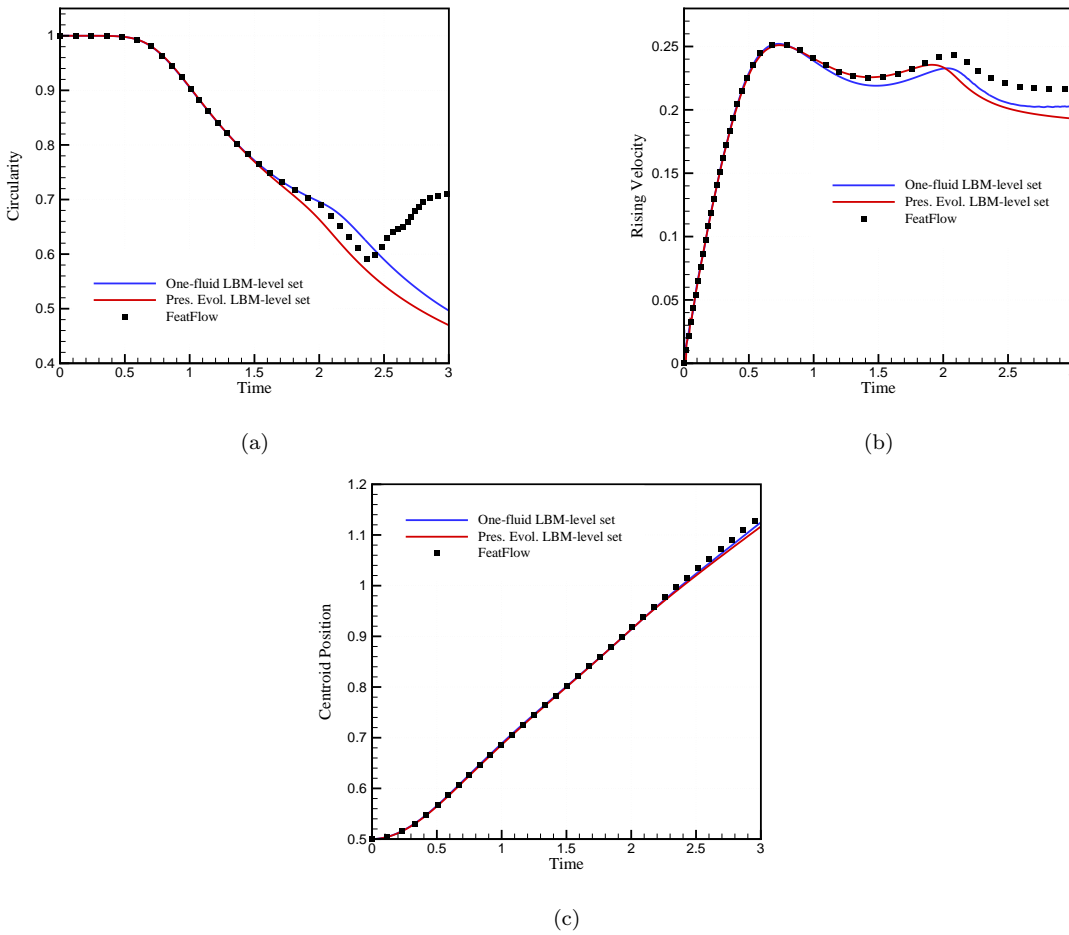 1
0.9
0.8
0.7
0.6
0.5
0.4
Circularity
One-fluid LBM-level set
Pres. Evol. LBM-level set
FeatFlow
0 0.5 1 1.5 2 2.5 3
Time
(a)
0.25
0.2
0.15
0.1
0.05
0
Rising Velocity
One-fluid LBM-level set
Pres. Evol. LBM-level set
FeatFlow
0 0.5 1 1.5 2 2.5 3
Time
(b)
1.2
1.1
1
0.9
0.8
0.7
0.6
0.5
Centroid Position
One-fluid LBM-level set
Pres. Evol. LBM-level set
FeatFlow
0 0.5 1 1.5 2 2.5 3
Time
(c)